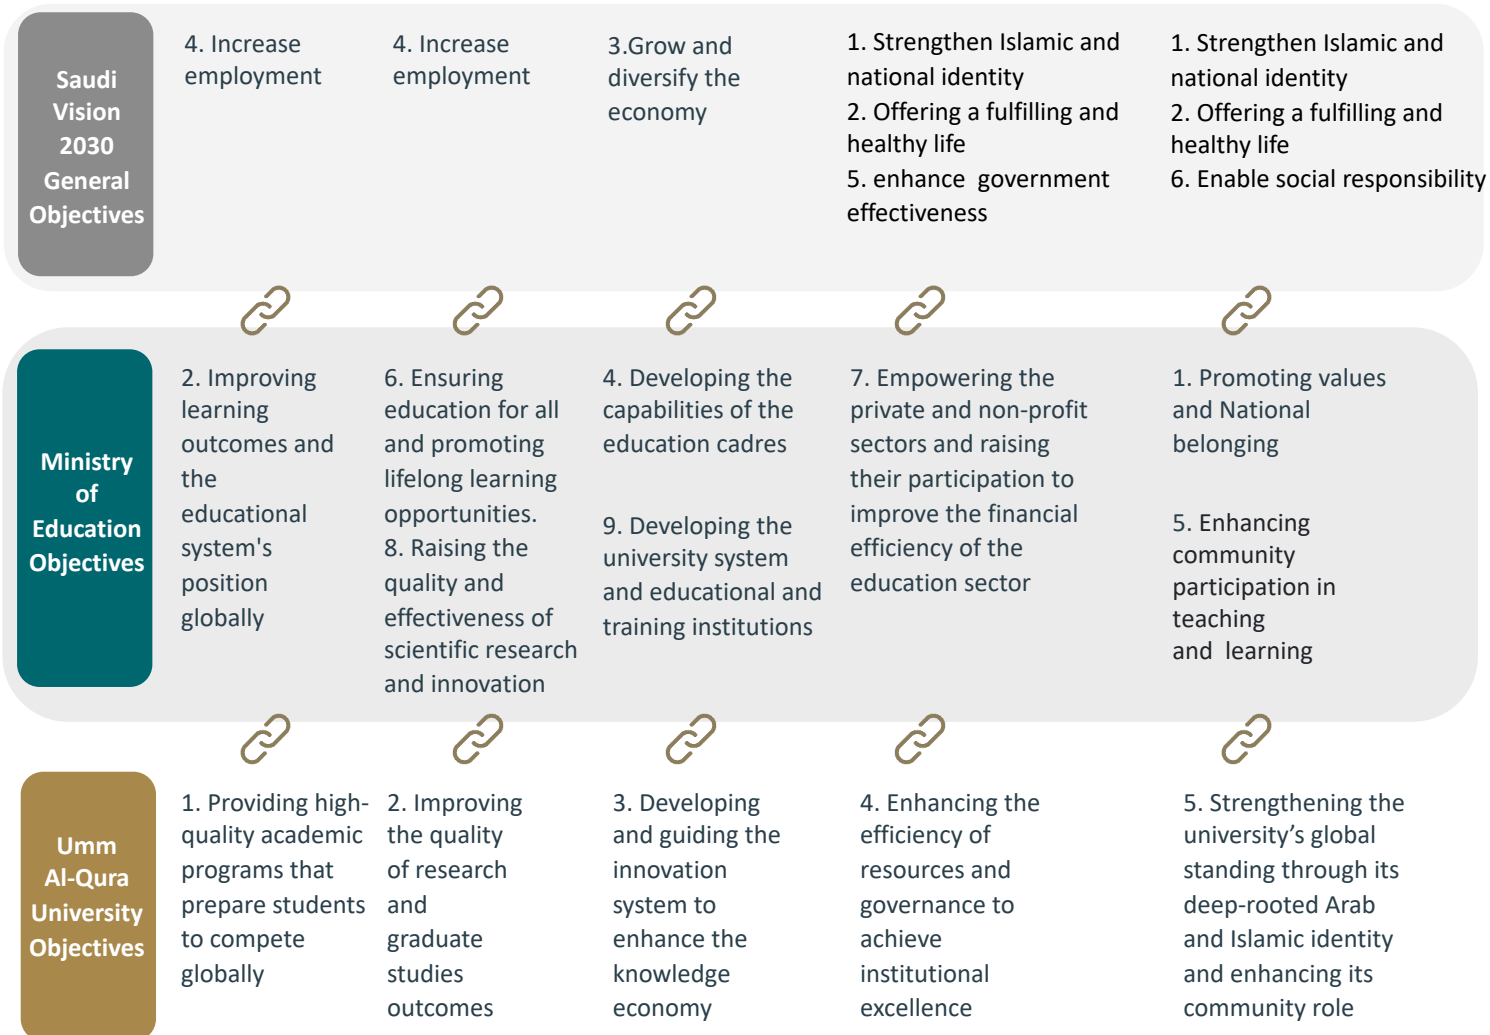 Saudi
Vision
2030
General
Objectives
4. Increase
employment
4. Increase
employment
3.Grow and
diversify the
economy
1. Strengthen Islamic and
national identity
2. Offering a fulfilling and
healthy life
5. enhance  government
effectiveness
1. Strengthen Islamic and
national identity
2. Offering a fulfilling and
healthy life
6. Enable social responsibility
Ministry
of
Education
Objectives
2. Improving
learning
outcomes and
the
educational
system's
position
globally
6. Ensuring
education for all
and promoting
lifelong learning
opportunities.
8. Raising the
quality and
effectiveness of
scientific research
and innovation
4. Developing the
capabilities of the
education cadres
9. Developing the
university system
and educational and
training institutions
7. Empowering the
private and non-profit
sectors and raising
their participation to
improve the financial
efficiency of the
education sector
1. Promoting values
and National
belonging
5. Enhancing
community
participation in
teaching
and  learning
Umm
Al-Qura
University
Objectives
1. Providing high-
quality academic
programs that
prepare students
to compete
globally
2. Improving
the quality
of research
and
graduate
studies
outcomes
3. Developing
and guiding the
innovation
system to
enhance the
knowledge
economy
4. Enhancing the
efficiency of
resources and
governance to
achieve
institutional
excellence
5. Strengthening the
university’s global
standing through its
deep-rooted Arab
and Islamic identity
and enhancing its
community role